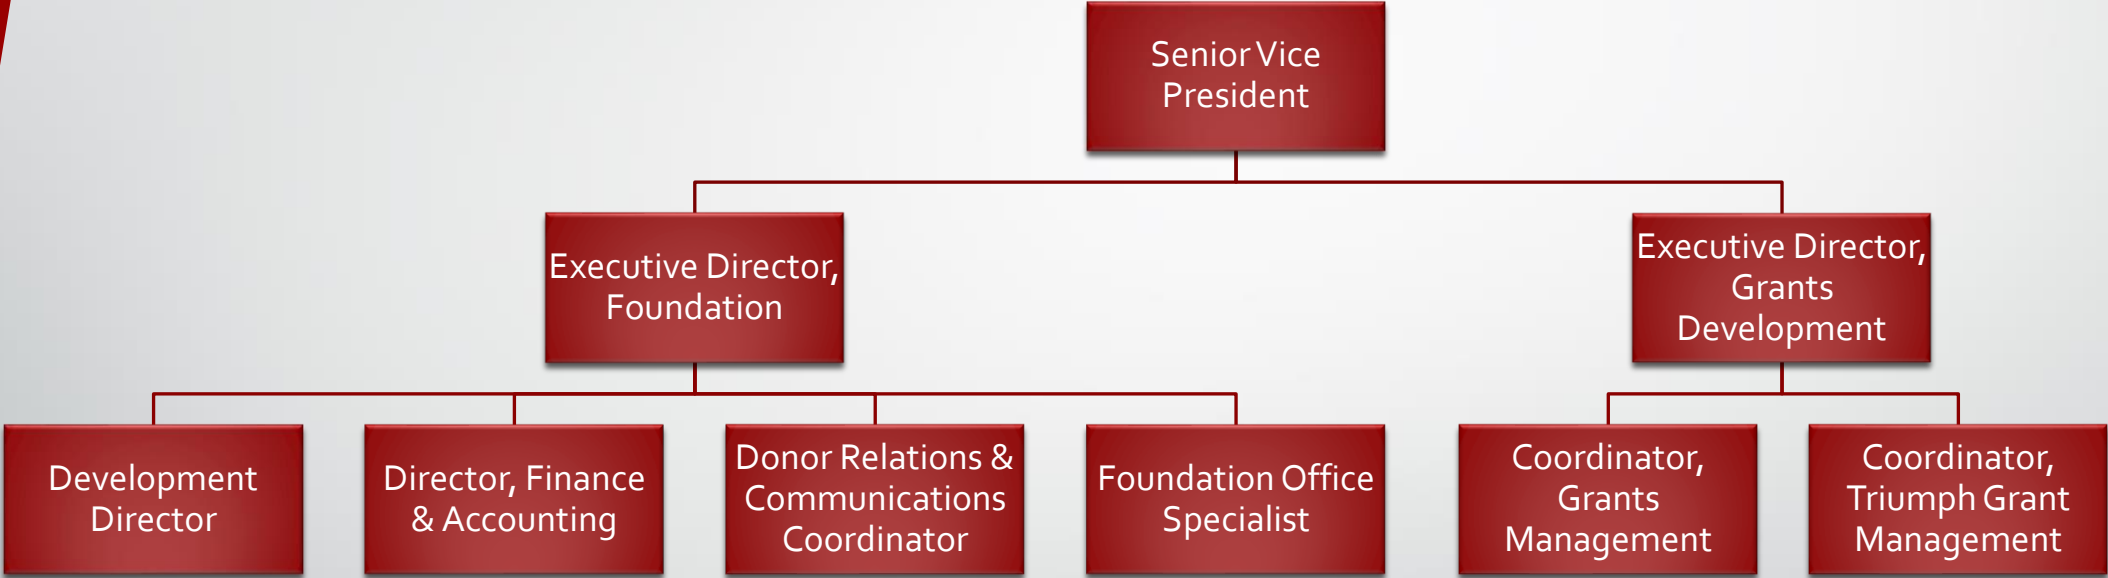 Senior Vice
President
Executive Director,
Foundation
Executive Director,
Grants
Development
Development
Director
Director, Finance
& Accounting
Donor Relations &
Communications
Coordinator
Foundation Office
Specialist
Coordinator,
Grants
Management
Coordinator,
Triumph Grant
Management